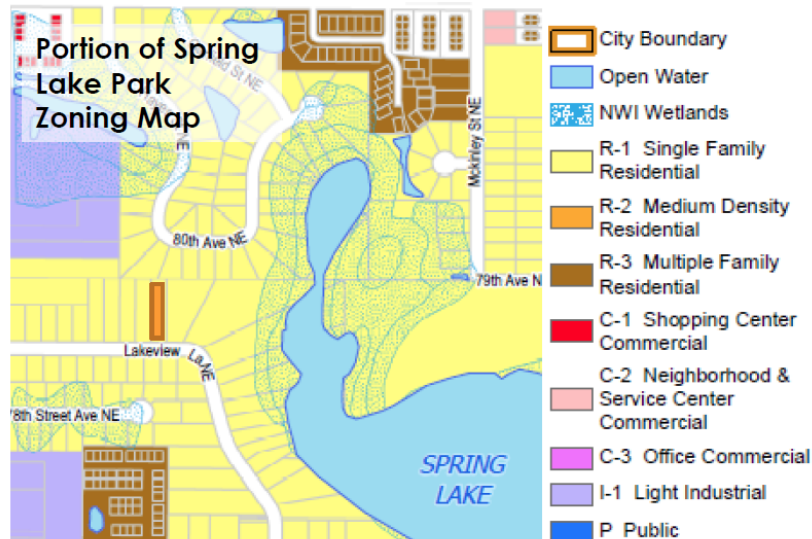 Portion of Spring
Lake Park
Zoning Map
St NE
NE
80th Ave NE
Mckinley St NE
79th Ave N
Lakeview La NE
78th Street Ave NE
SPRING
LAKE
City Boundary
Open Water
NWI Wetlands
R-1 Single Family
Residential
R-2 Medium Density
Residential
R-3 Multiple Family
Residential
C-1 Shopping Center
Commercial
C-2 Neighborhood &
Service Center
Commercial
C-3 Office Commercial
I-1 Light Industrial
P Public